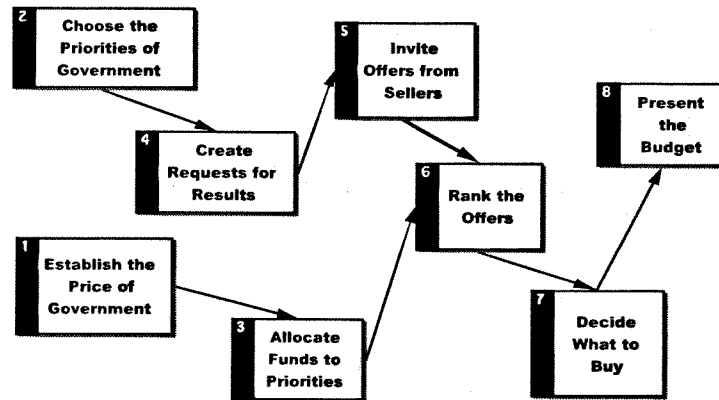 2
Choose the
Priorities of
Government
5
Invite
Offers from
Sellers
8
Present
the
Budget
4
Create
Requests for
Results
6
Rank the
Offers
1
Establish the
Price of
Government
3
Allocate
Funds to
Priorities
7
Decide
What to
Buy